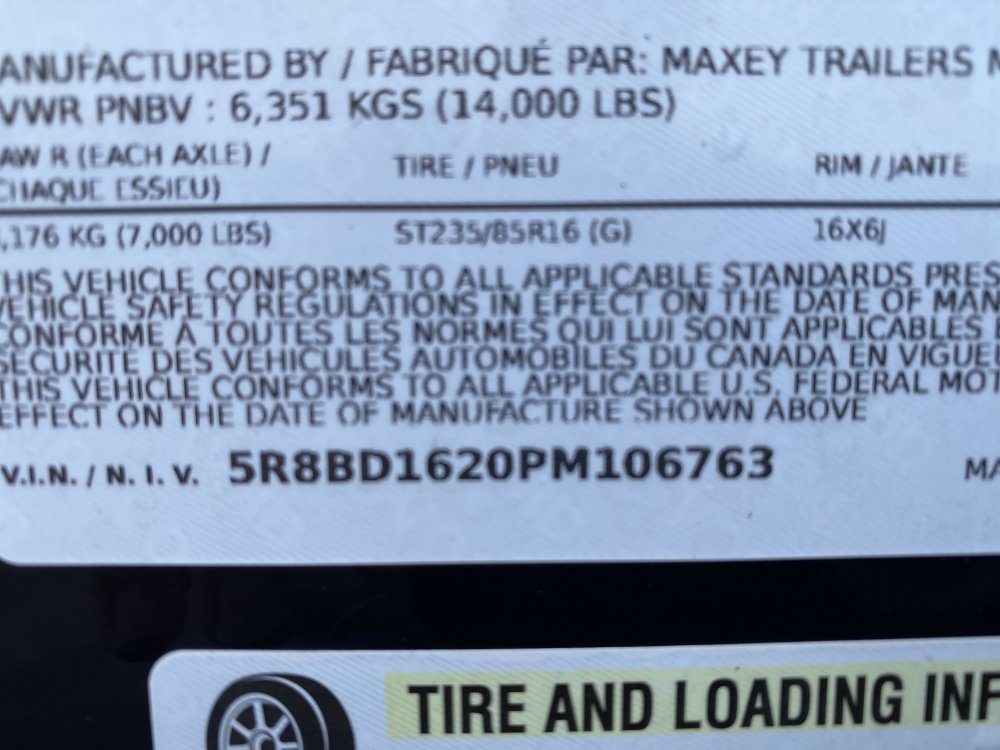 ANUFACTURED BY / FABRIQUÉ PAR: MAXEY TRAILERS M
VWR PNBV : 6,351 KGS (14,000 LBS)
AW R (EACH AXLE) / TIRE / PNEU RIM / JANTE
CHAQUE ESSIEU)
,176 KG (7,000 LBS) ST235/85R16 (G) 16X6J
THIS VEHICLE CONFORMS TO ALL APPLICABLE STANDARDS PRES
VEHICLE SAFETY REGULATIONS IN EFFECT ON THE DATE OF MAN
CONFORME À TOUTES LES NORMES QUI LUI SONT APPLICABLES
SÉCURITÉ DES VÉHICULES AUTOMOBILES DU CANADA EN VIGUE
THIS VEHICLE CONFORMS TO ALL APPLICABLE U.S. FEDERAL MOT
EFFECT ON THE DATE OF MANUFACTURE SHOWN ABOVE
V.I.N. / N. I. V. 5R8BD1620PM106763 MA
TIRE AND LOADING INF